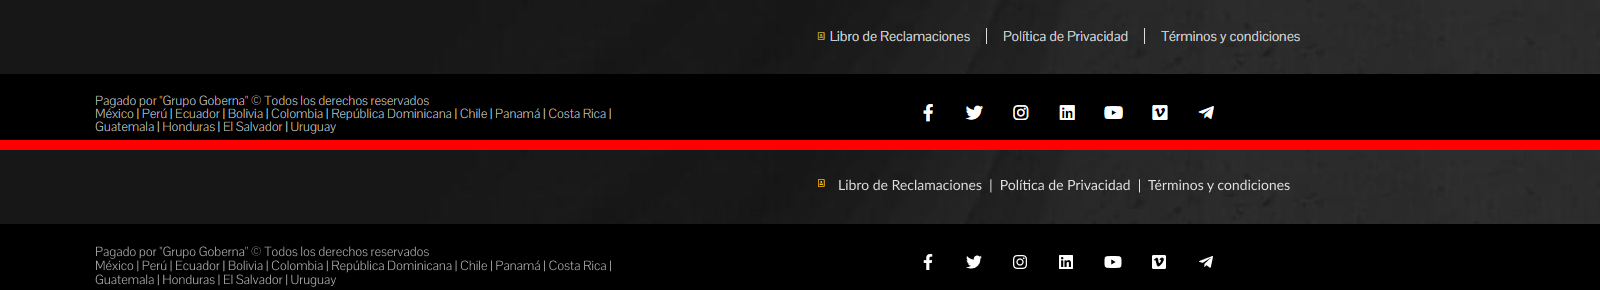 Libro de Reclamaciones | Política de Privacidad | Términos y condiciones
Pagado por "Grupo Goberna" © Todos los derechos reservados
México | Perú | Ecuador | Bolivia | Colombia | República Dominicana | Chile | Panamá | Costa Rica |
Guatemala | Honduras | El Salvador | Uruguay
Libro de Reclamaciones | Política de Privacidad | Términos y condiciones
Pagado por "Grupo Goberna" © Todos los derechos reservados
México | Perú | Ecuador | Bolivia | Colombia | República Dominicana | Chile | Panamá | Costa Rica |
Guatemala | Honduras | El Salvador | Uruguay